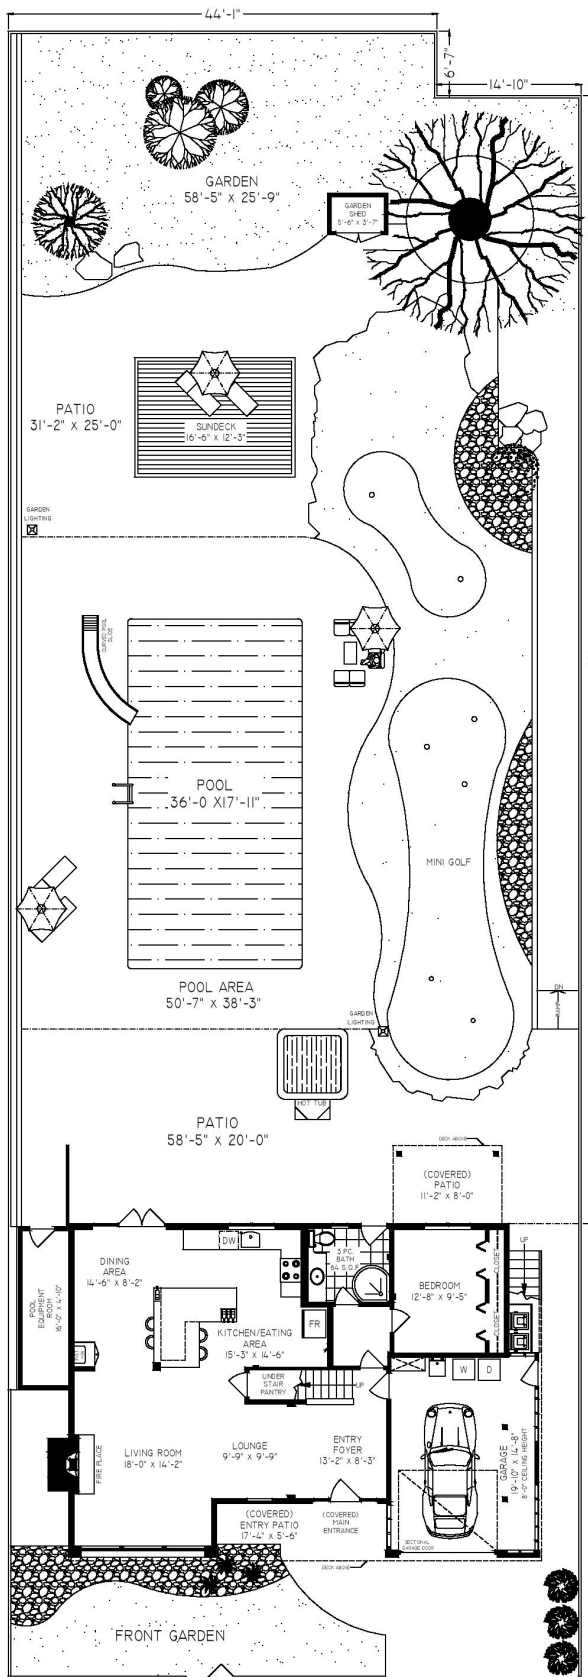 44'-1"
6'-7"
14'-10"
GARDEN
58'-5" X 25'-9"
GARDEN
SHED
5'-6" X 3'-7"
PATIO
31'-2" X 25'-0"
SUNDECK
16'-6" X 12'-3"
GARDEN
LIGHTING
CURVED POOL
SLIDE
POOL
36'-0 X17'-11"
MINI GOLF
POOL AREA
50'-7" X 38'-3"
DN
RAMP
GARDEN
LIGHTING
HOT TUB
PATIO
58'-5" X 20'-0"
DECK ABOVE
(COVERED)
PATIO
11'-2" X 8'-0"
DW
3 PC.
BATH
64 S.Q.F
UP
DINING
AREA
14'-6" X 8'-2"
BEDROOM
12'-8" X 9'-5"
CLOSET
CLOSET
POOL
EQUIPMENT
ROOM
16'-0" X 4'-10"
FR
KITCHEN/EATING
AREA
15'-3" X 14'-6"
UNDER
STAIR
PANTRY
UP
W
D
LIVING ROOM
18'-0" X 14'-2"
FIRE PLACE
LOUNGE
9'-9" X 9'-9"
ENTRY
FOYER
13'-2" X 8'-3"
GARAGE
19'-10" X 14'-8"
8'-0" CEILING HEIGHT
(COVERED)
ENTRY PATIO
17'-4" X 5'-6"
(COVERED)
MAIN
ENTRANCE
SECTIONAL
GARAGE DOOR
DECK ABOVE
FRONT GARDEN